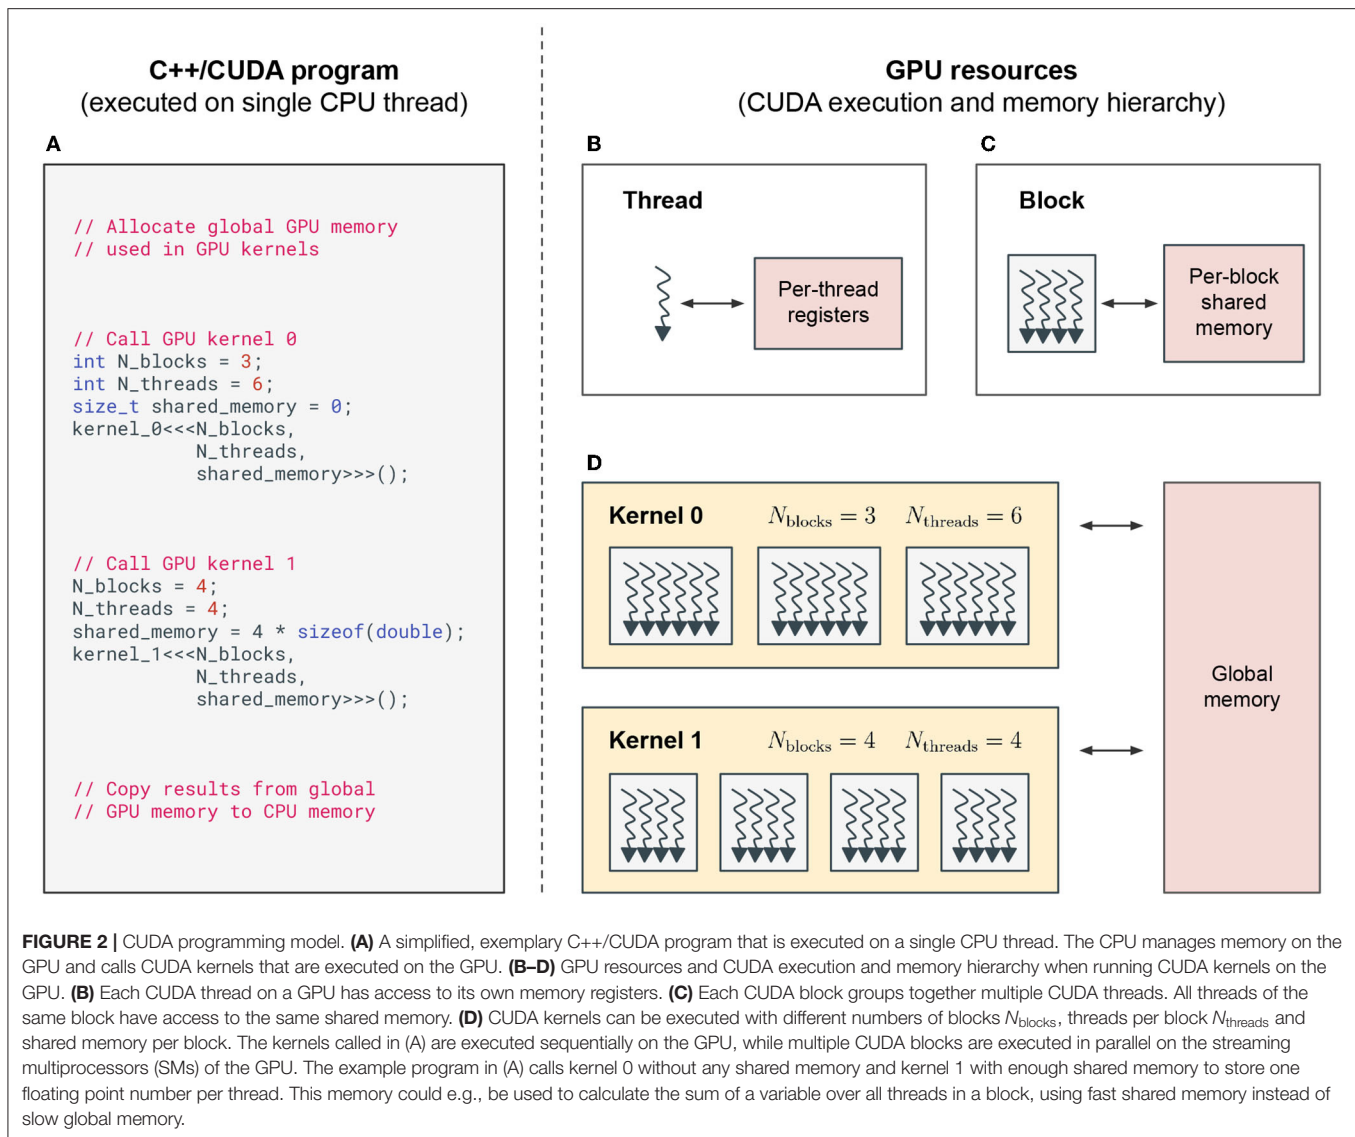 C++/CUDA program
(executed on single CPU thread)
GPU resources
(CUDA execution and memory hierarchy)
A
// Allocate global GPU memory
// used in GPU kernels
// Call GPU kernel 0
int N_blocks = 3;
int N_threads = 6;
size_t shared_memory = 0;
kernel_0<<<N_blocks,
N_threads,
shared_memory>>>();
// Call GPU kernel 1
N_blocks = 4;
N_threads = 4;
shared_memory = 4 * sizeof(double);
kernel_1<<<N_blocks,
N_threads,
shared_memory>>>();
// Copy results from global
// GPU memory to CPU memory
B
Thread
Per-thread
registers
C
Block
Per-block
shared
memory
D
Kernel 0 N_blocks = 3 N_threads = 6
Kernel 1 N_blocks = 4 N_threads = 4
Global
memory
FIGURE 2 | CUDA programming model. (A) A simplified, exemplary C++/CUDA program that is executed on a single CPU thread. The CPU manages memory on the
GPU and calls CUDA kernels that are executed on the GPU. (B–D) GPU resources and CUDA execution and memory hierarchy when running CUDA kernels on the
GPU. (B) Each CUDA thread on a GPU has access to its own memory registers. (C) Each CUDA block groups together multiple CUDA threads. All threads of the
same block have access to the same shared memory. (D) CUDA kernels can be executed with different numbers of blocks N_blocks, threads per block N_threads and
shared memory per block. The kernels called in (A) are executed sequentially on the GPU, while multiple CUDA blocks are executed in parallel on the streaming
multiprocessors (SMs) of the GPU. The example program in (A) calls kernel 0 without any shared memory and kernel 1 with enough shared memory to store one
floating point number per thread. This memory could e.g., be used to calculate the sum of a variable over all threads in a block, using fast shared memory instead of
slow global memory.